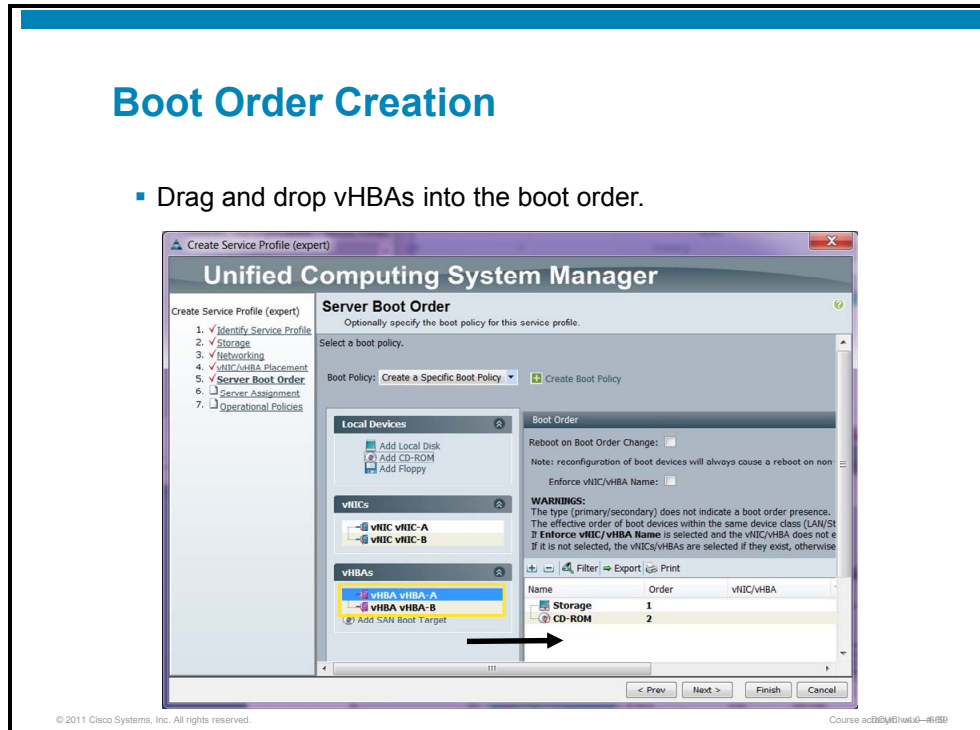 Boot Order Creation
Drag and drop vHBAs into the boot order.
Create Service Profile (expert)
X
Unified Computing System Manager
Create Service Profile (expert)
1. √Identify Service Profile
2. √Storage
3. √Networking
4. √vNIC/vHBA Placement
5. √Server Boot Order
6. Server Assignment
7. Operational Policies
Server Boot Order
Optionally specify the boot policy for this service profile.
Select a boot policy.
Boot Policy: Create a Specific Boot Policy
Create Boot Policy
Local Devices
Add Local Disk
Add CD-ROM
Add Floppy
vNICs
vNIC vNIC-A
vNIC vNIC-B
vHBAs
vHBA vHBA-A
vHBA vHBA-B
Add SAN Boot Target
Boot Order
Reboot on Boot Order Change:
Note: reconfiguration of boot devices will always cause a reboot on non
Enforce vNIC/vHBA Name:
WARNINGS:
The type (primary/secondary) does not indicate a boot order presence.
The effective order of boot devices within the same device class (LAN/St
If Enforce vNIC/vHBA Name is selected and the vNIC/vHBA does not e
If it is not selected, the vNICs/vHBAs are selected if they exist, otherwise
Filter Export Print
Name Order vNIC/vHBA
Storage 1
CD-ROM 2
< Prev Next > Finish Cancel
© 2011 Cisco Systems, Inc. All rights reserved.
Course